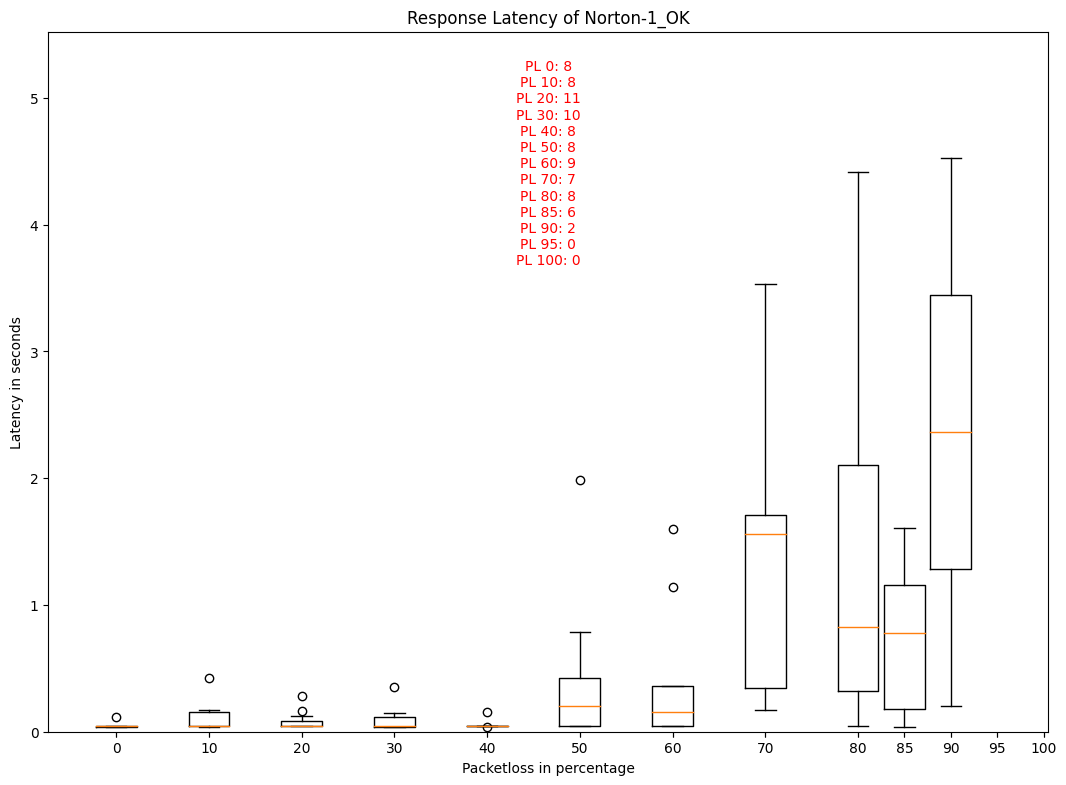 Response Latency of Norton-1_OK
PL 0: 8
PL 10: 8
PL 20: 11
PL 30: 10
PL 40: 8
PL 50: 8
PL 60: 9
PL 70: 7
PL 80: 8
PL 85: 6
PL 90: 2
PL 95: 0
PL 100: 0
5
4
3
2
1
0
Latency in seconds
0 10 20 30 40 50 60 70 80 85 90 95 100
Packetloss in percentage